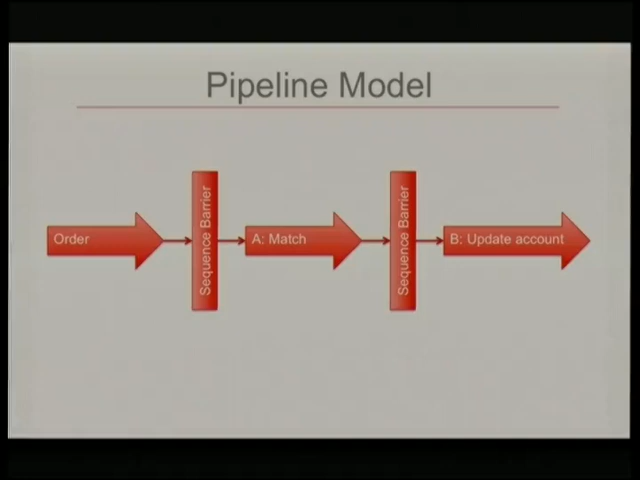 Pipeline Model
Order
Sequence Barrier
A: Match
Sequence Barrier
B: Update account